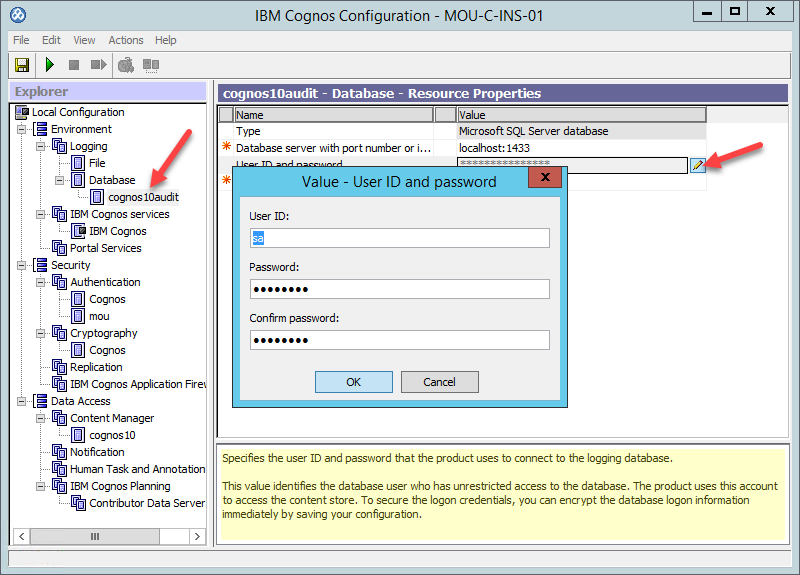 IBM Cognos Configuration - MOU-C-INS-01
File Edit View Actions Help
Explorer
Local Configuration
Environment
Logging
File
Database
cognos10audit
IBM Cognos services
IBM Cognos
Portal Services
Security
Authentication
Cognos
mou
Cryptography
Cognos
Replication
IBM Cognos Application Firew
Data Access
Content Manager
cognos10
Notification
Human Task and Annotation
IBM Cognos Planning
Contributor Data Server
cognos10audit - Database - Resource Properties
Name Value
Type Microsoft SQL Server database
Database server with port number or i... localhost:1433
User ID and password ***************
Value - User ID and password
User ID:
sa
Password:
●●●●●●●●
Confirm password:
●●●●●●●●
OK Cancel
Specifies the user ID and password that the product uses to connect to the logging database.
This value identifies the database user who has unrestricted access to the database. The product uses this account
to access the content store. To secure the logon credentials, you can encrypt the database logon information
immediately by saving your configuration.